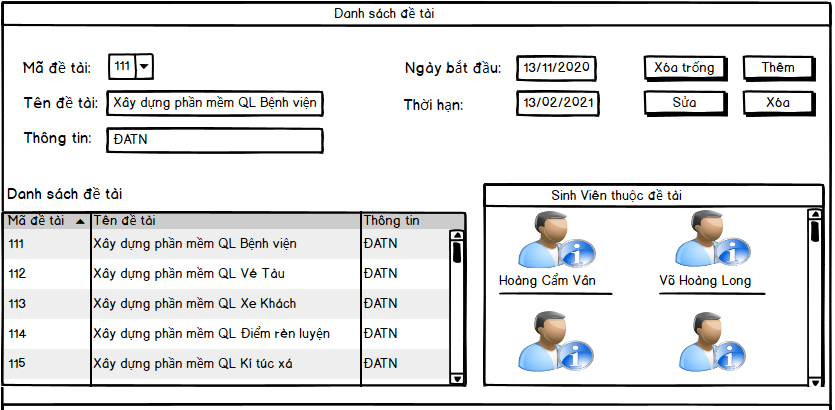 Danh sách đề tài
Mã đề tài: 111 Ngày bắt đầu: 13/11/2020 Xóa trống Thêm
Tên đề tài: Xây dựng phần mềm QL Bệnh viện Thời hạn: 13/02/2021 Sửa Xóa
Thông tin: ĐATN
Danh sách đề tài
Mã đề tài Tên đề tài Thông tin
111 Xây dựng phần mềm QL Bệnh viện ĐATN
112 Xây dựng phần mềm QL Vé Tàu ĐATN
113 Xây dựng phần mềm QL Xe Khách ĐATN
114 Xây dựng phần mềm QL Điểm rèn luyện ĐATN
115 Xây dựng phần mềm QL Kí túc xá ĐATN
Sinh Viên thuộc đề tài
Hoàng Cẩm Vân Võ Hoàng Long